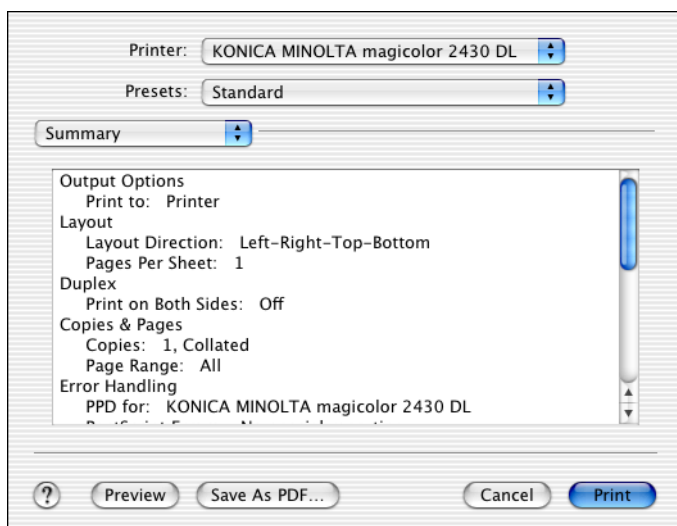 Printer: KONICA MINOLTA magicolor 2430 DL
Presets: Standard
Summary
Output Options
Print to: Printer
Layout
Layout Direction: Left-Right-Top-Bottom
Pages Per Sheet: 1
Duplex
Print on Both Sides: Off
Copies & Pages
Copies: 1, Collated
Page Range: All
Error Handling
PPD for: KONICA MINOLTA magicolor 2430 DL
? Preview Save As PDF... Cancel Print